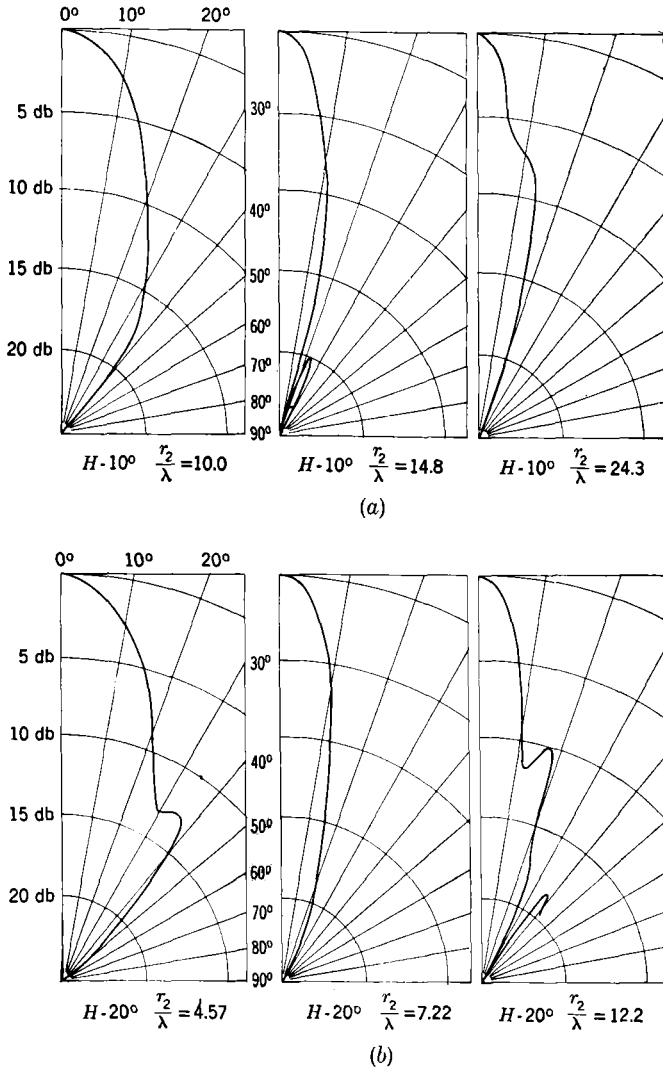 0° 10° 20°
5 db
10 db
15 db
20 db
30°
40°
50°
60°
70°
80°
90°
H-10° r₂/λ =10.0
H-10° r₂/λ =14.8
H-10° r₂/λ =24.3
(a)
0° 10° 20°
5 db
10 db
15 db
20 db
30°
40°
50°
60°
70°
80°
90°
H-20° r₂/λ =4.57
H-20° r₂/λ =7.22
H-20° r₂/λ =12.2
(b)